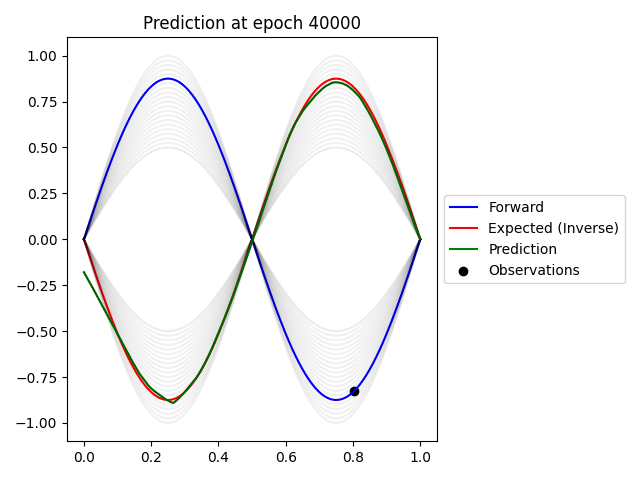 Prediction at epoch 40000
1.00
0.75
0.50
0.25
0.00
−0.25
−0.50
−0.75
−1.00
0.0 0.2 0.4 0.6 0.8 1.0
Forward
Expected (Inverse)
Prediction
Observations